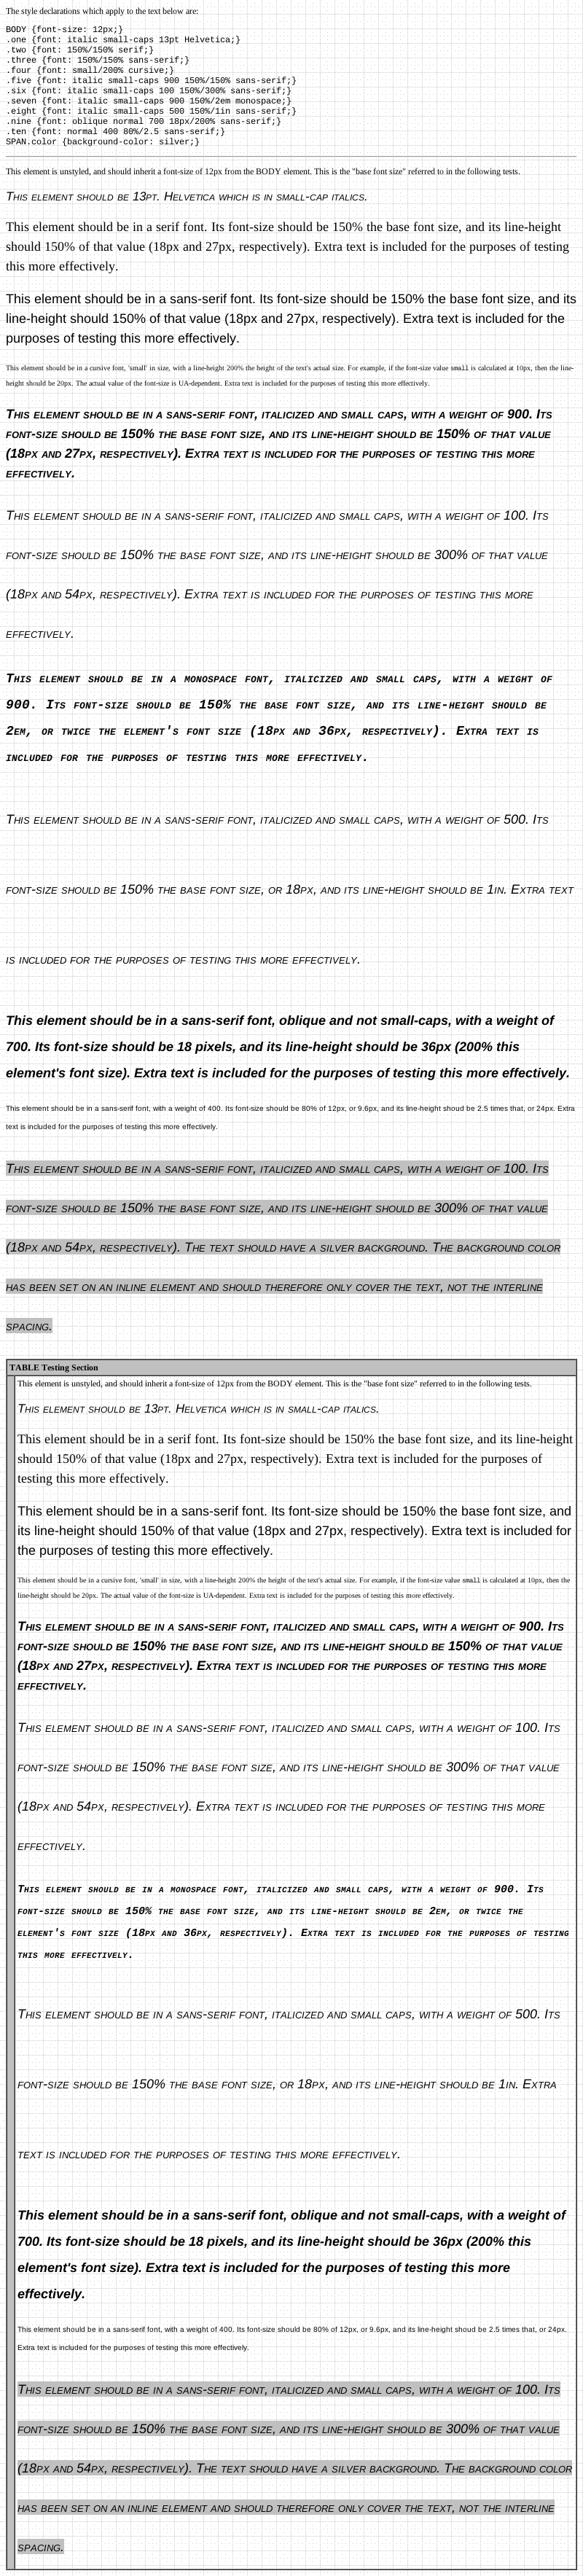 The style declarations which apply to the text below are:
BODY {font-size: 12px;}
.one {font: italic small-caps 13pt Helvetica;}
.two {font: 150%/150% serif;}
.three {font: 150%/150% sans-serif;}
.four {font: small/200% cursive;}
.five {font: italic small-caps 900 150%/150% sans-serif;}
.six {font: italic small-caps 100 150%/300% sans-serif;}
.seven {font: italic small-caps 900 150%/2em monospace;}
.eight {font: italic small-caps 500 150%/1in sans-serif;}
.nine {font: oblique normal 700 18px/200% sans-serif;}
.ten {font: normal 400 80%/2.5 sans-serif;}
SPAN.color {background-color: silver;}
This element is unstyled, and should inherit a font-size of 12px from the BODY element. This is the "base font size" referred to in the following tests.
This element should be 13pt. Helvetica which is in small-cap italics.
This element should be in a serif font. Its font-size should be 150% the base font size, and its line-height
should 150% of that value (18px and 27px, respectively). Extra text is included for the purposes of testing
this more effectively.
This element should be in a sans-serif font. Its font-size should be 150% the base font size, and its
line-height should 150% of that value (18px and 27px, respectively). Extra text is included for the
purposes of testing this more effectively.
This element should be in a cursive font, 'small' in size, with a line-height 200% the height of the text's actual size. For example, if the font-size value small is calculated at 10px, then the line-
height should be 20px. The actual value of the font-size is UA-dependent. Extra text is included for the purposes of testing this more effectively.
This element should be in a sans-serif font, italicized and small caps, with a weight of 900. Its
font-size should be 150% the base font size, and its line-height should be 150% of that value
(18px and 27px, respectively). Extra text is included for the purposes of testing this more
effectively.
This element should be in a sans-serif font, italicized and small caps, with a weight of 100. Its
font-size should be 150% the base font size, and its line-height should be 300% of that value
(18px and 54px, respectively). Extra text is included for the purposes of testing this more
effectively.
This element should be in a monospace font, italicized and small caps, with a weight of
900. Its font-size should be 150% the base font size, and its line-height should be
2em, or twice the element's font size (18px and 36px, respectively). Extra text is
included for the purposes of testing this more effectively.
This element should be in a sans-serif font, italicized and small caps, with a weight of 500. Its
font-size should be 150% the base font size, or 18px, and its line-height should be 1in. Extra text
is included for the purposes of testing this more effectively.
This element should be in a sans-serif font, oblique and not small-caps, with a weight of
700. Its font-size should be 18 pixels, and its line-height should be 36px (200% this
element's font size). Extra text is included for the purposes of testing this more effectively.
This element should be in a sans-serif font, with a weight of 400. Its font-size should be 80% of 12px, or 9.6px, and its line-height shoud be 2.5 times that, or 24px. Extra
text is included for the purposes of testing this more effectively.
This element should be in a sans-serif font, italicized and small caps, with a weight of 100. Its
font-size should be 150% the base font size, and its line-height should be 300% of that value
(18px and 54px, respectively). The text should have a silver background. The background color
has been set on an inline element and should therefore only cover the text, not the interline
spacing.
TABLE Testing Section
This element is unstyled, and should inherit a font-size of 12px from the BODY element. This is the "base font size" referred to in the following tests.
This element should be 13pt. Helvetica which is in small-cap italics.
This element should be in a serif font. Its font-size should be 150% the base font size, and its line-height
should 150% of that value (18px and 27px, respectively). Extra text is included for the purposes of
testing this more effectively.
This element should be in a sans-serif font. Its font-size should be 150% the base font size, and
its line-height should 150% of that value (18px and 27px, respectively). Extra text is included for
the purposes of testing this more effectively.
This element should be in a cursive font, 'small' in size, with a line-height 200% the height of the text's actual size. For example, if the font-size value small is calculated at 10px, then the
line-height should be 20px. The actual value of the font-size is UA-dependent. Extra text is included for the purposes of testing this more effectively.
This element should be in a sans-serif font, italicized and small caps, with a weight of 900. Its
font-size should be 150% the base font size, and its line-height should be 150% of that value
(18px and 27px, respectively). Extra text is included for the purposes of testing this more
effectively.
This element should be in a sans-serif font, italicized and small caps, with a weight of 100. Its
font-size should be 150% the base font size, and its line-height should be 300% of that value
(18px and 54px, respectively). Extra text is included for the purposes of testing this more
effectively.
This element should be in a monospace font, italicized and small caps, with a weight of 900. Its
font-size should be 150% the base font size, and its line-height should be 2em, or twice the
element's font size (18px and 36px, respectively). Extra text is included for the purposes of testing
this more effectively.
This element should be in a sans-serif font, italicized and small caps, with a weight of 500. Its
font-size should be 150% the base font size, or 18px, and its line-height should be 1in. Extra
text is included for the purposes of testing this more effectively.
This element should be in a sans-serif font, oblique and not small-caps, with a weight of
700. Its font-size should be 18 pixels, and its line-height should be 36px (200% this
element's font size). Extra text is included for the purposes of testing this more
effectively.
This element should be in a sans-serif font, with a weight of 400. Its font-size should be 80% of 12px, or 9.6px, and its line-height shoud be 2.5 times that, or 24px.
Extra text is included for the purposes of testing this more effectively.
This element should be in a sans-serif font, italicized and small caps, with a weight of 100. Its
font-size should be 150% the base font size, and its line-height should be 300% of that value
(18px and 54px, respectively). The text should have a silver background. The background color
has been set on an inline element and should therefore only cover the text, not the interline
spacing.